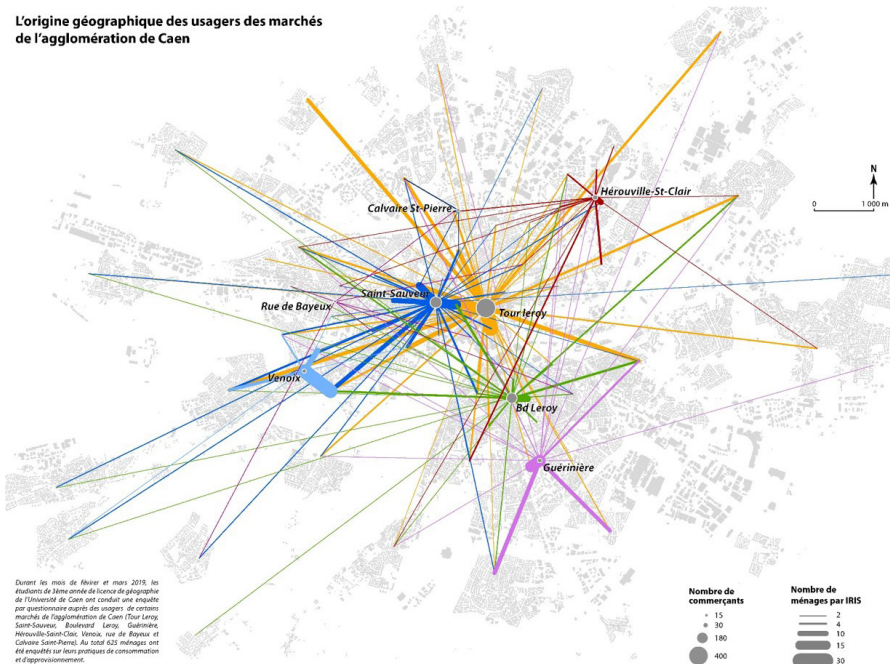 L'origine géographique des usagers des marchés
de l'agglomération de Caen
N
0 1 000 m
Hérouville-St-Clair
Calvaire St-Pierre
Saint-Sauveur
Rue de Bayeux
Tour leroy
Venoix
Bd Leroy
Guérinière
Durant les mois de février et mars 2019, les
étudiants de 3ème année de licence de géographie
de l'Université de Caen ont conduit une enquête
par questionnaire auprès des usagers de certains
marchés de l'agglomération de Caen (Tour Leroy,
Saint-Sauveur, Boulevard Leroy, Guérinière,
Hérouville-Saint-Clair, Venoix, rue de Bayeux et
Calvaire Saint-Pierre). Au total 625 ménages ont
été enquêtés sur leurs pratiques de consommation
et d'approvisionnement.
Nombre de
commerçants
15
30
180
400
Nombre de
ménages par IRIS
2
4
10
15
30